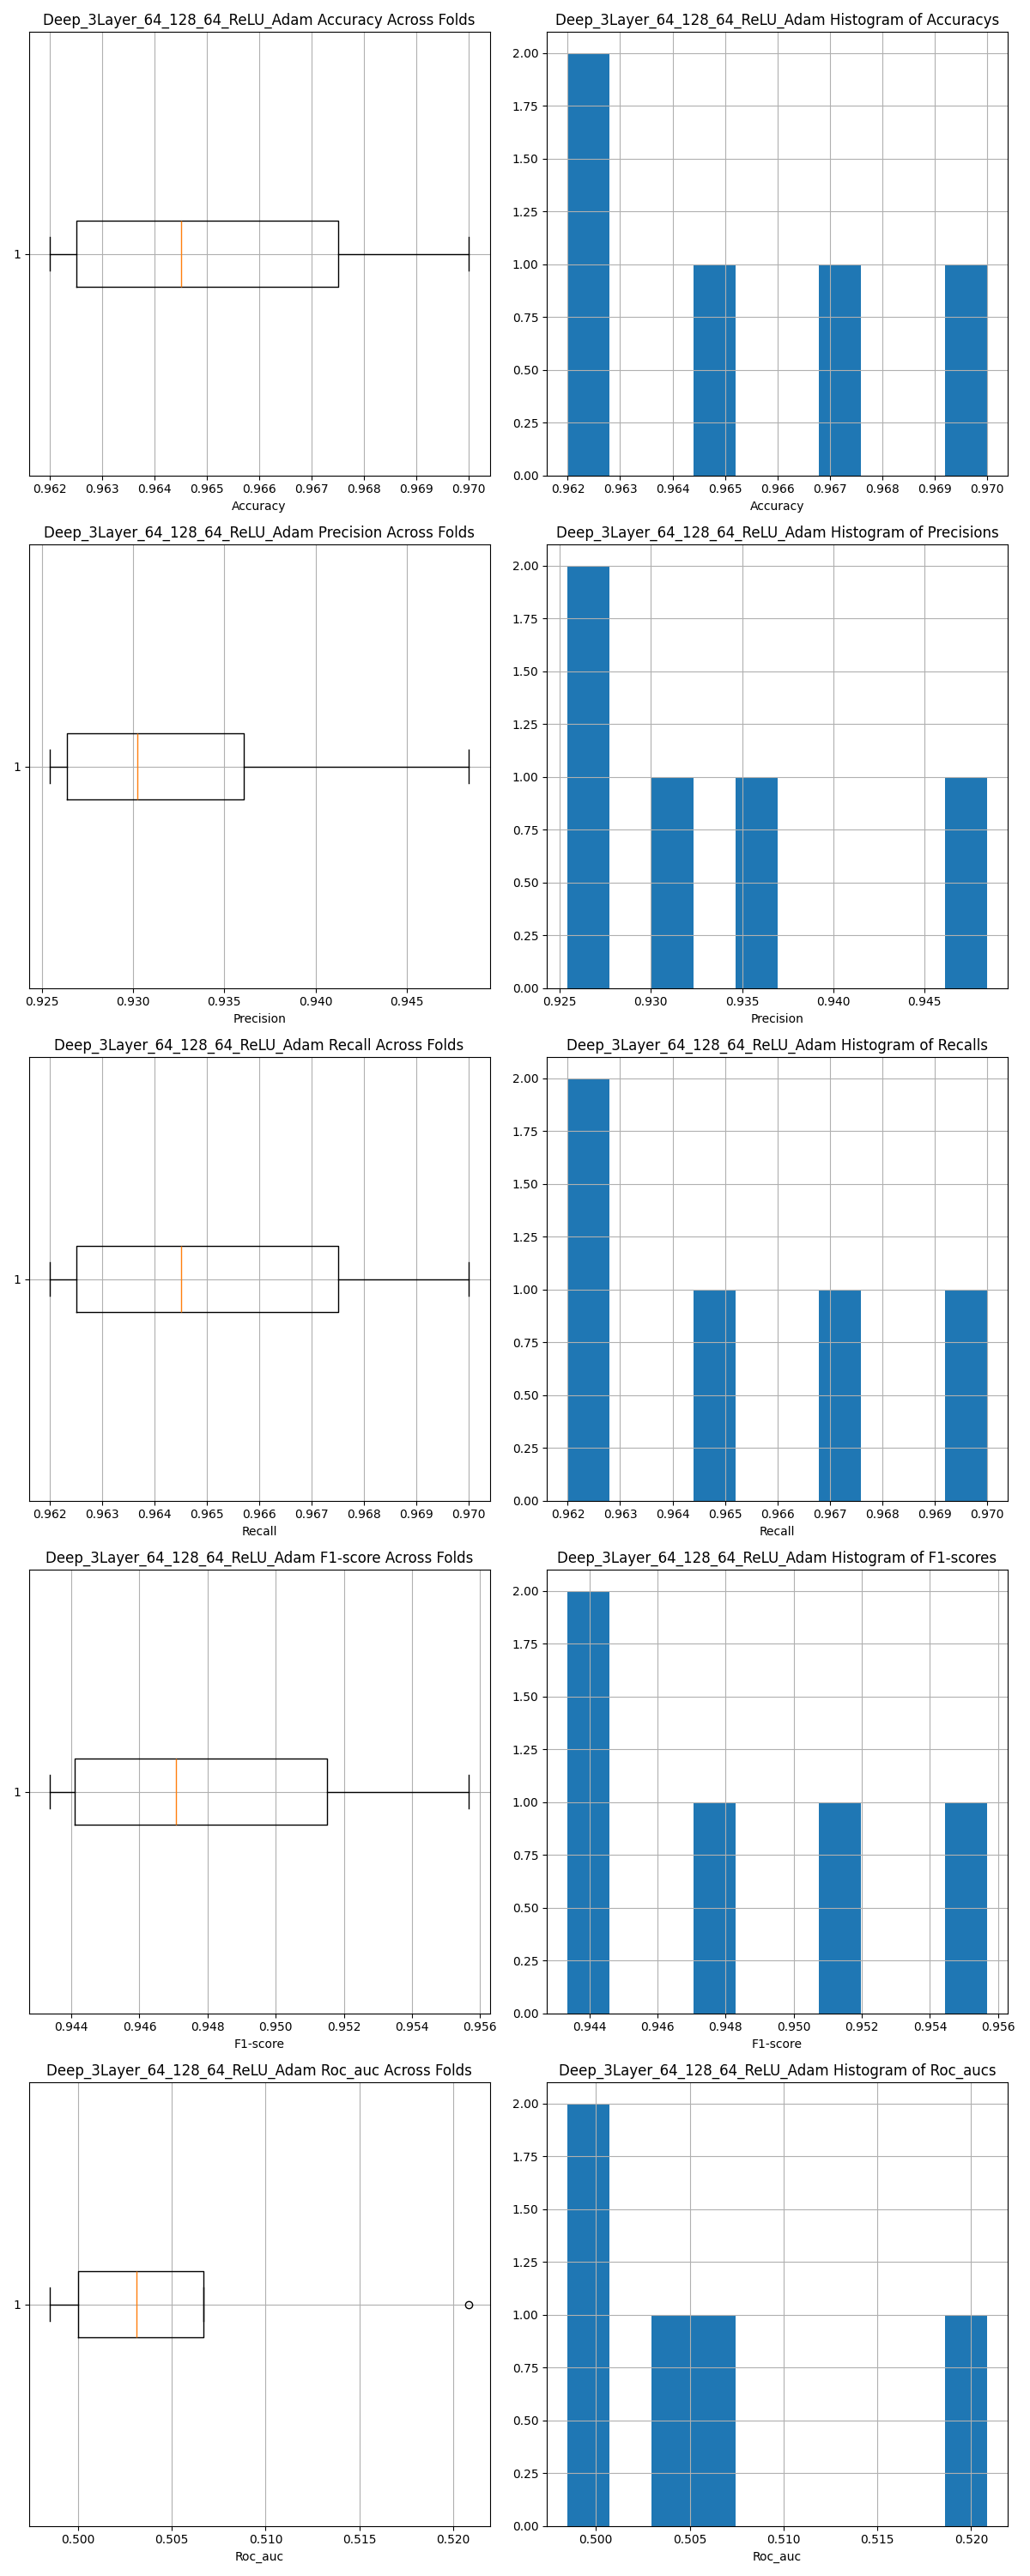 Deep_3Layer_64_128_64_ReLU_Adam Accuracy Across Folds
1
0.962 0.963 0.964 0.965 0.966 0.967 0.968 0.969 0.970
Accuracy
Deep_3Layer_64_128_64_ReLU_Adam Histogram of Accuracys
2.00
1.75
1.50
1.25
1.00
0.75
0.50
0.25
0.00
0.962 0.963 0.964 0.965 0.966 0.967 0.968 0.969 0.970
Accuracy
Deep_3Layer_64_128_64_ReLU_Adam Precision Across Folds
1
0.925 0.930 0.935 0.940 0.945
Precision
Deep_3Layer_64_128_64_ReLU_Adam Histogram of Precisions
2.00
1.75
1.50
1.25
1.00
0.75
0.50
0.25
0.00
0.925 0.930 0.935 0.940 0.945
Precision
Deep_3Layer_64_128_64_ReLU_Adam Recall Across Folds
1
0.962 0.963 0.964 0.965 0.966 0.967 0.968 0.969 0.970
Recall
Deep_3Layer_64_128_64_ReLU_Adam Histogram of Recalls
2.00
1.75
1.50
1.25
1.00
0.75
0.50
0.25
0.00
0.962 0.963 0.964 0.965 0.966 0.967 0.968 0.969 0.970
Recall
Deep_3Layer_64_128_64_ReLU_Adam F1-score Across Folds
1
0.944 0.946 0.948 0.950 0.952 0.954 0.956
F1-score
Deep_3Layer_64_128_64_ReLU_Adam Histogram of F1-scores
2.00
1.75
1.50
1.25
1.00
0.75
0.50
0.25
0.00
0.944 0.946 0.948 0.950 0.952 0.954 0.956
F1-score
Deep_3Layer_64_128_64_ReLU_Adam Roc_auc Across Folds
1
0.500 0.505 0.510 0.515 0.520
Roc_auc
Deep_3Layer_64_128_64_ReLU_Adam Histogram of Roc_aucs
2.00
1.75
1.50
1.25
1.00
0.75
0.50
0.25
0.00
0.500 0.505 0.510 0.515 0.520
Roc_auc